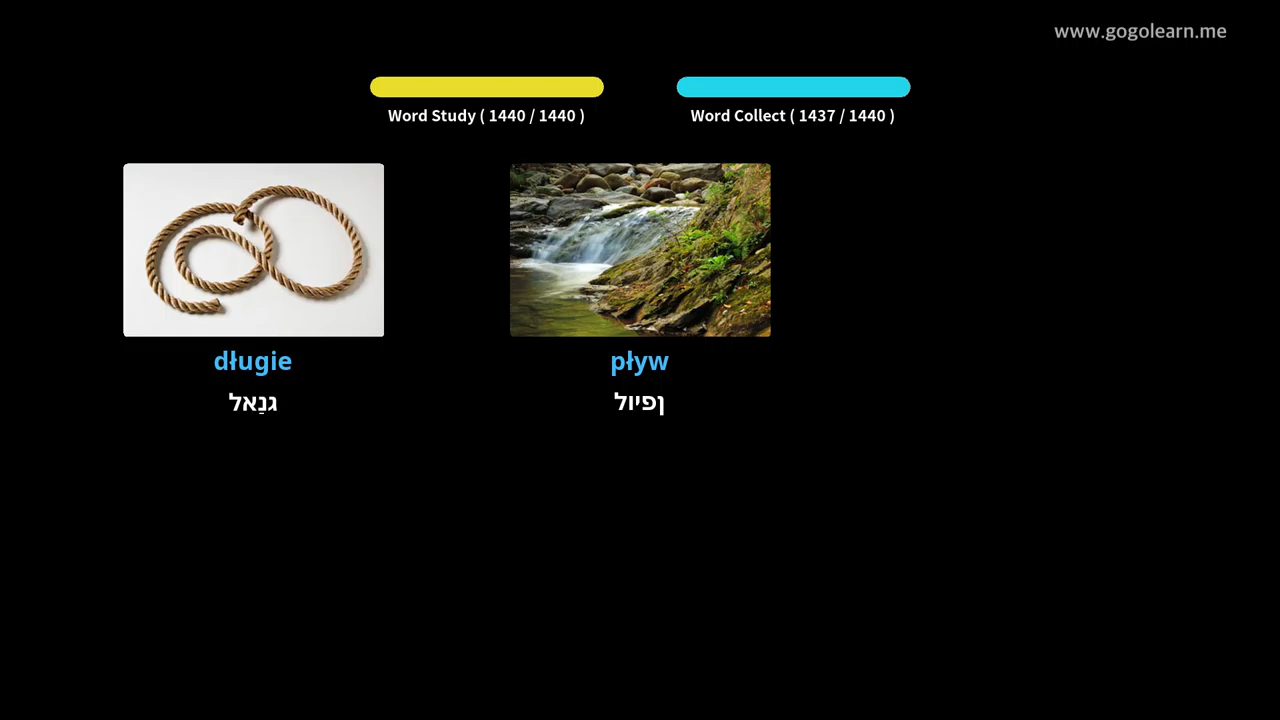 www.gogolearn.me
Word Study ( 1440 / 1440 )
Word Collect ( 1437 / 1440 )
długie
גנַאל
pływ
ןפיול